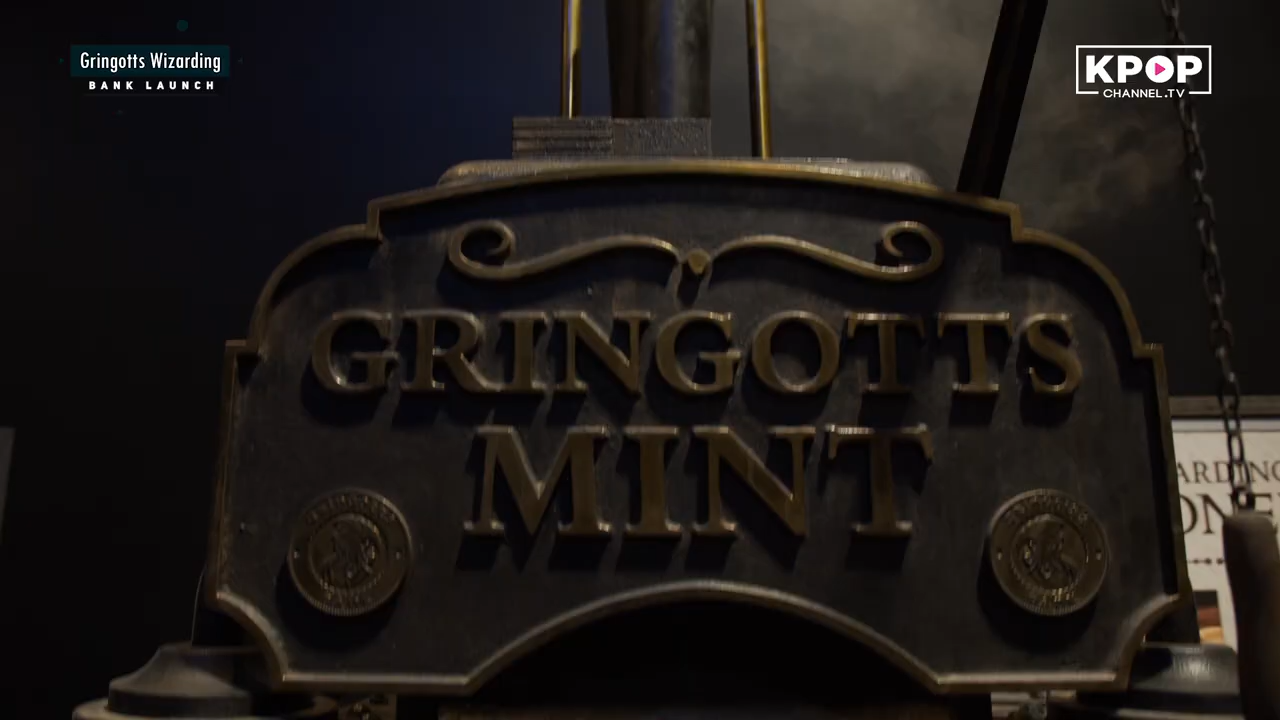 Gringotts Wizarding
BANK LAUNCH
KPOP
CHANNEL.TV
GRINGOTTS
MINT